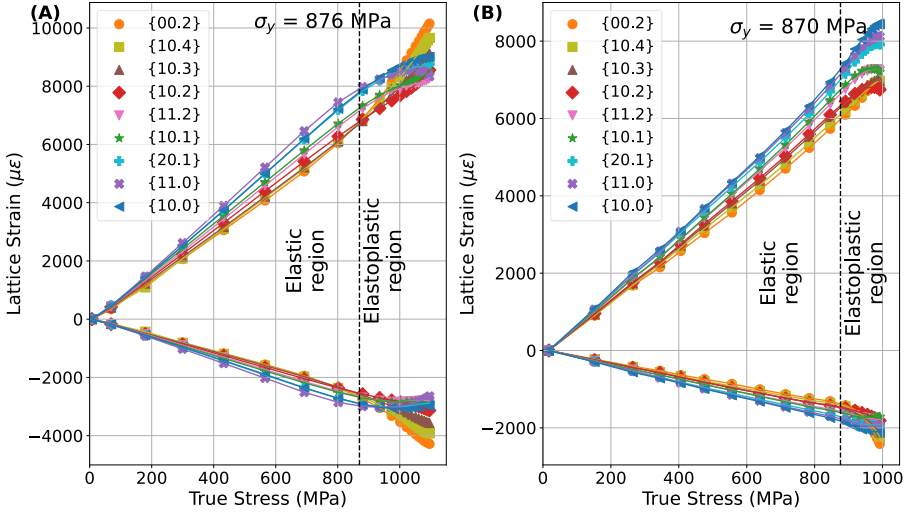 (A)
σy = 876 MPa
{00.2}
{10.4}
{10.3}
{10.2}
{11.2}
{10.1}
{20.1}
{11.0}
{10.0}
10000
8000
6000
4000
2000
0
−2000
−4000
Lattice Strain (με)
Elastic
region
Elastoplastic
region
0 200 400 600 800 1000
True Stress (MPa)
(B)
σy = 870 MPa
{00.2}
{10.4}
{10.3}
{10.2}
{11.2}
{10.1}
{20.1}
{11.0}
{10.0}
8000
6000
4000
2000
0
−2000
Lattice Strain (με)
Elastic
region
Elastoplastic
region
0 200 400 600 800 1000
True Stress (MPa)